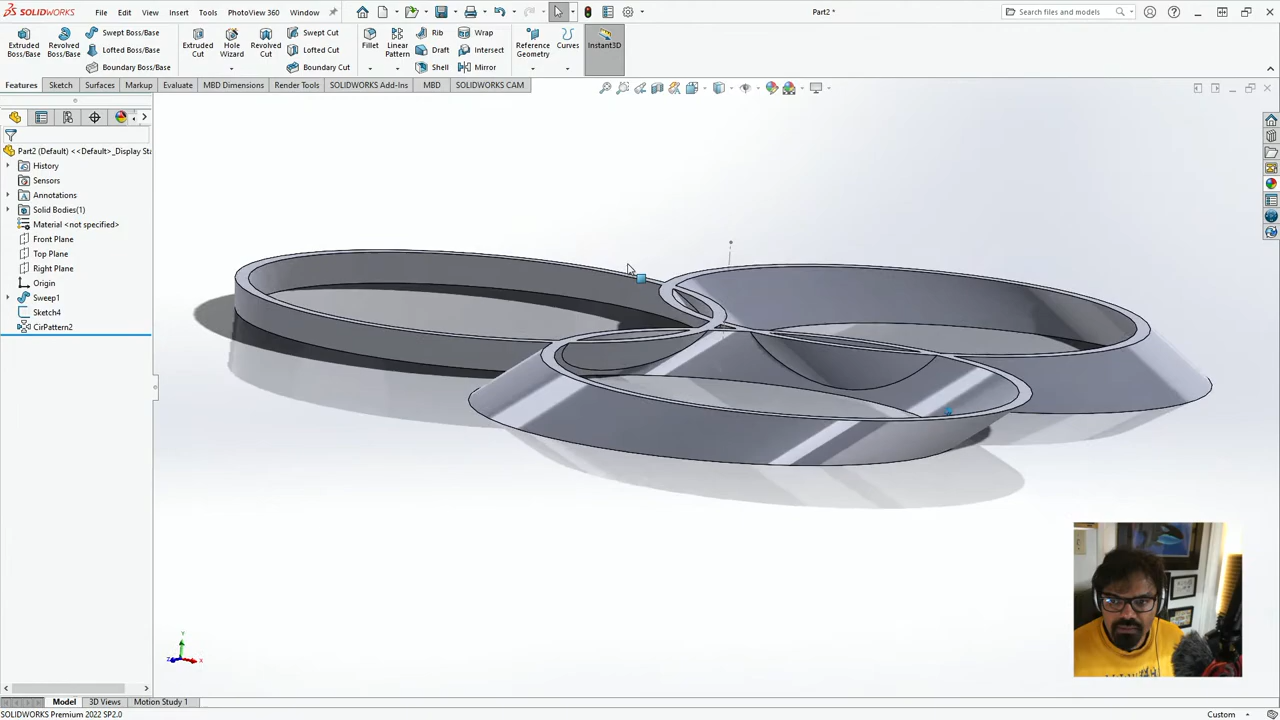 SOLIDWORKS File Edit View Insert Tools PhotoView 360 Window Part2 * Search files and models
Extruded Boss/Base
Revolved Boss/Base
Swept Boss/Base
Lofted Boss/Base
Boundary Boss/Base
Extruded Cut
Hole Wizard
Revolved Cut
Swept Cut
Lofted Cut
Boundary Cut
Fillet
Linear Pattern
Rib
Draft
Shell
Wrap
Intersect
Mirror
Reference Geometry
Curves
Instant3D
Features Sketch Surfaces Markup Evaluate MBD Dimensions Render Tools SOLIDWORKS Add-Ins MBD SOLIDWORKS CAM
Part2 (Default) <<Default>_Display Sta
History
Sensors
Annotations
Solid Bodies(1)
Material <not specified>
Front Plane
Top Plane
Right Plane
Origin
Sweep1
Sketch4
CirPattern2
Y
Z X
Model 3D Views Motion Study 1
SOLIDWORKS Premium 2022 SP2.0 Custom